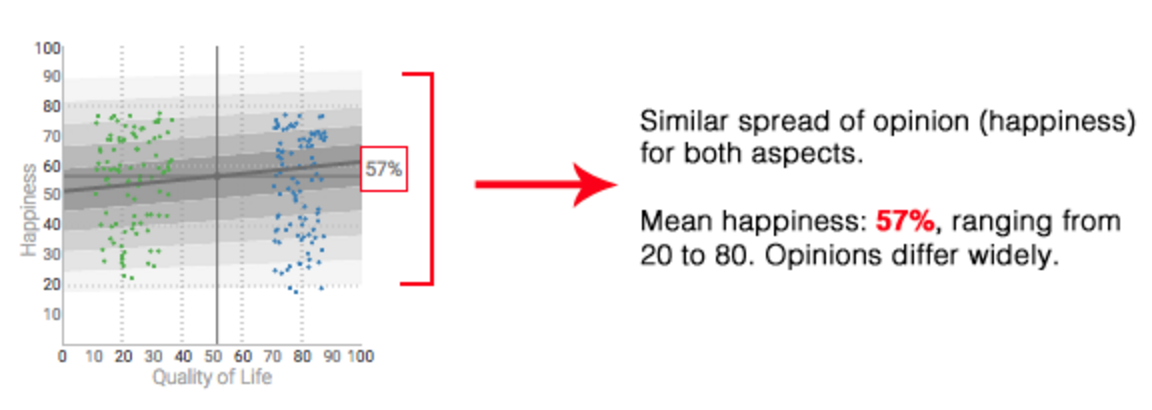 100
90
80
70
60
50
40
30
20
10
Happiness
0 10 20 30 40 50 60 70 80 90 100
Quality of Life
57%
Similar spread of opinion (happiness)
for both aspects.
Mean happiness: 57%, ranging from
20 to 80. Opinions differ widely.